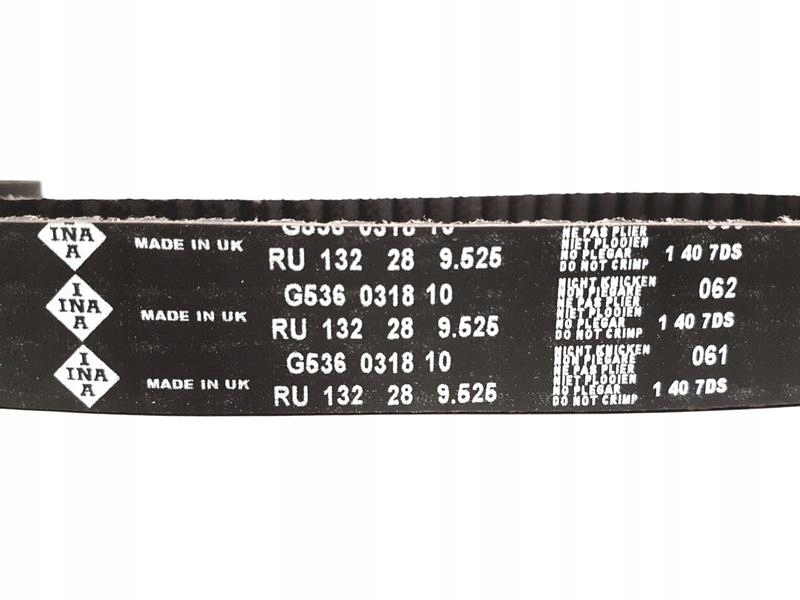 INA
A
MADE IN UK
G536 0318 10
RU 132 28 9.525
NE PAS PLIER
NIET PLOOIEN
NO PLEGAR
DO NOT CRIMP
1 40 7DS
I
INA
A
MADE IN UK
G536 0318 10
RU 132 28 9.525
NICHT KNICKEN
NE PAS PLIER
NIET PLOOIEN
NO PLEGAR
DO NOT CRIMP
062
1 40 7DS
I
INA
A
MADE IN UK
G536 0318 10
RU 132 28 9.525
NICHT KNICKEN
NE PAS PLIER
NIET PLOOIEN
NO PLEGAR
DO NOT CRIMP
061
1 40 7DS